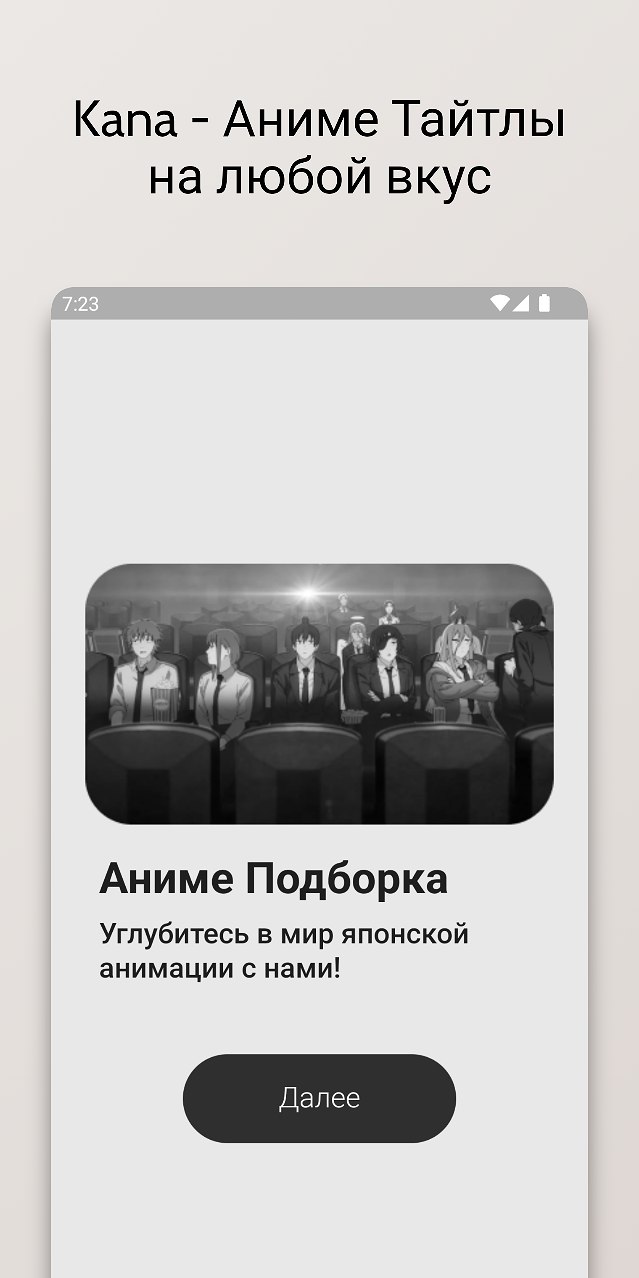 Kana - Аниме Тайтлы
на любой вкус
7:23
Аниме Подборка
Углубитесь в мир японской
анимации с нами!
Далее